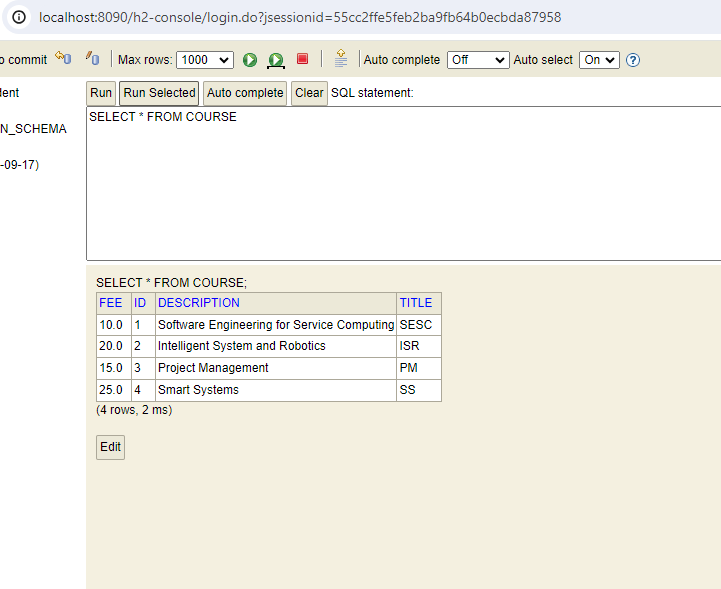 localhost:8090/h2-console/login.do?jsessionid=55cc2ffe5feb2ba9fb64b0ecbda87958
o commit Max rows: 1000 Auto complete Off Auto select On ?
Run Run Selected Auto complete Clear SQL statement:
ment
SELECT * FROM COURSE
N_SCHEMA
-09-17)
SELECT * FROM COURSE;
FEE ID DESCRIPTION TITLE
10.0 1 Software Engineering for Service Computing SESC
20.0 2 Intelligent System and Robotics ISR
15.0 3 Project Management PM
25.0 4 Smart Systems SS
(4 rows, 2 ms)
Edit